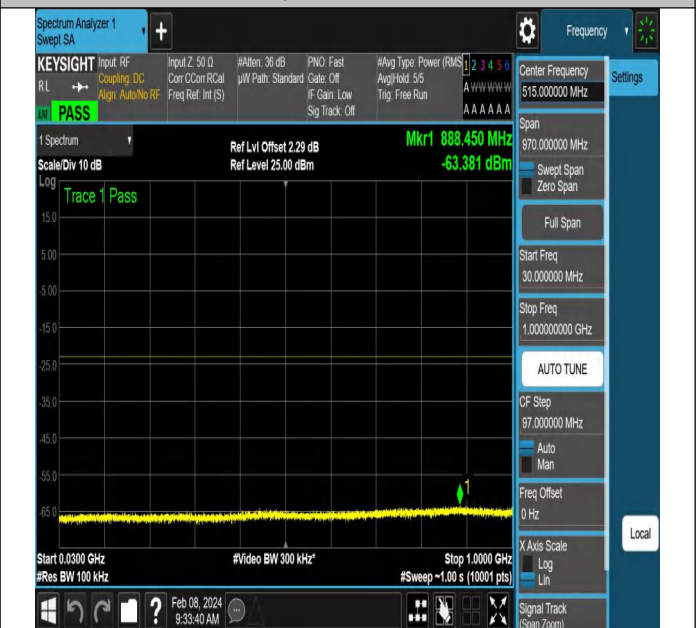 Spectrum Analyzer 1
Swept SA
+
Frequency
KEYSIGHT
RL
PASS
Input: RF
Coupling: DC
Align: Auto/No RF
Input Z: 50 Ω
Corr CCorr RCal
Freq Ref: Int (S)
#Atten: 36 dB
µW Path: Standard
PNO: Fast
Gate: Off
IF Gain: Low
Sig Track: Off
#Avg Type: Power (RMS
Avg|Hold: 5/5
Trig: Free Run
1 2 3 4 5 6
A W W W W W
A A A A A A
1 Spectrum
Scale/Div 10 dB
Ref Lvl Offset 2.29 dB
Ref Level 25.00 dBm
Mkr1 888.450 MHz
-63.381 dBm
Log
Trace 1 Pass
15.0
5.00
-5.00
-15.0
-25.0
-35.0
-45.0
-55.0
-65.0
1
Start 0.0300 GHz
#Res BW 100 kHz
#Video BW 300 kHz*
Stop 1.0000 GHz
#Sweep ~1.00 s (10001 pts)
Center Frequency
515.000000 MHz
Settings
Span
970.000000 MHz
Swept Span
Zero Span
Full Span
Start Freq
30.000000 MHz
Stop Freq
1.000000000 GHz
AUTO TUNE
CF Step
97.000000 MHz
Auto
Man
Freq Offset
0 Hz
X Axis Scale
Log
Lin
Signal Track
(Span Zoom)
Local
?
Feb 08, 2024
9:33:40 AM